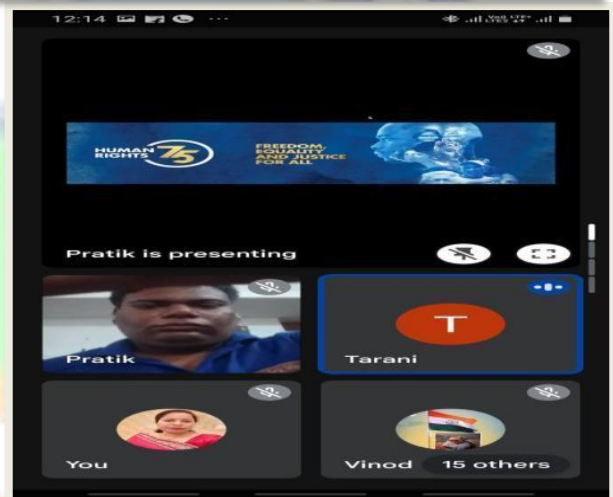 12:14
HUMAN RIGHTS 75
FREEDOM,
EQUALITY
AND JUSTICE
FOR ALL
Pratik is presenting
Pratik
T
Tarani
You
Vinod 15 others